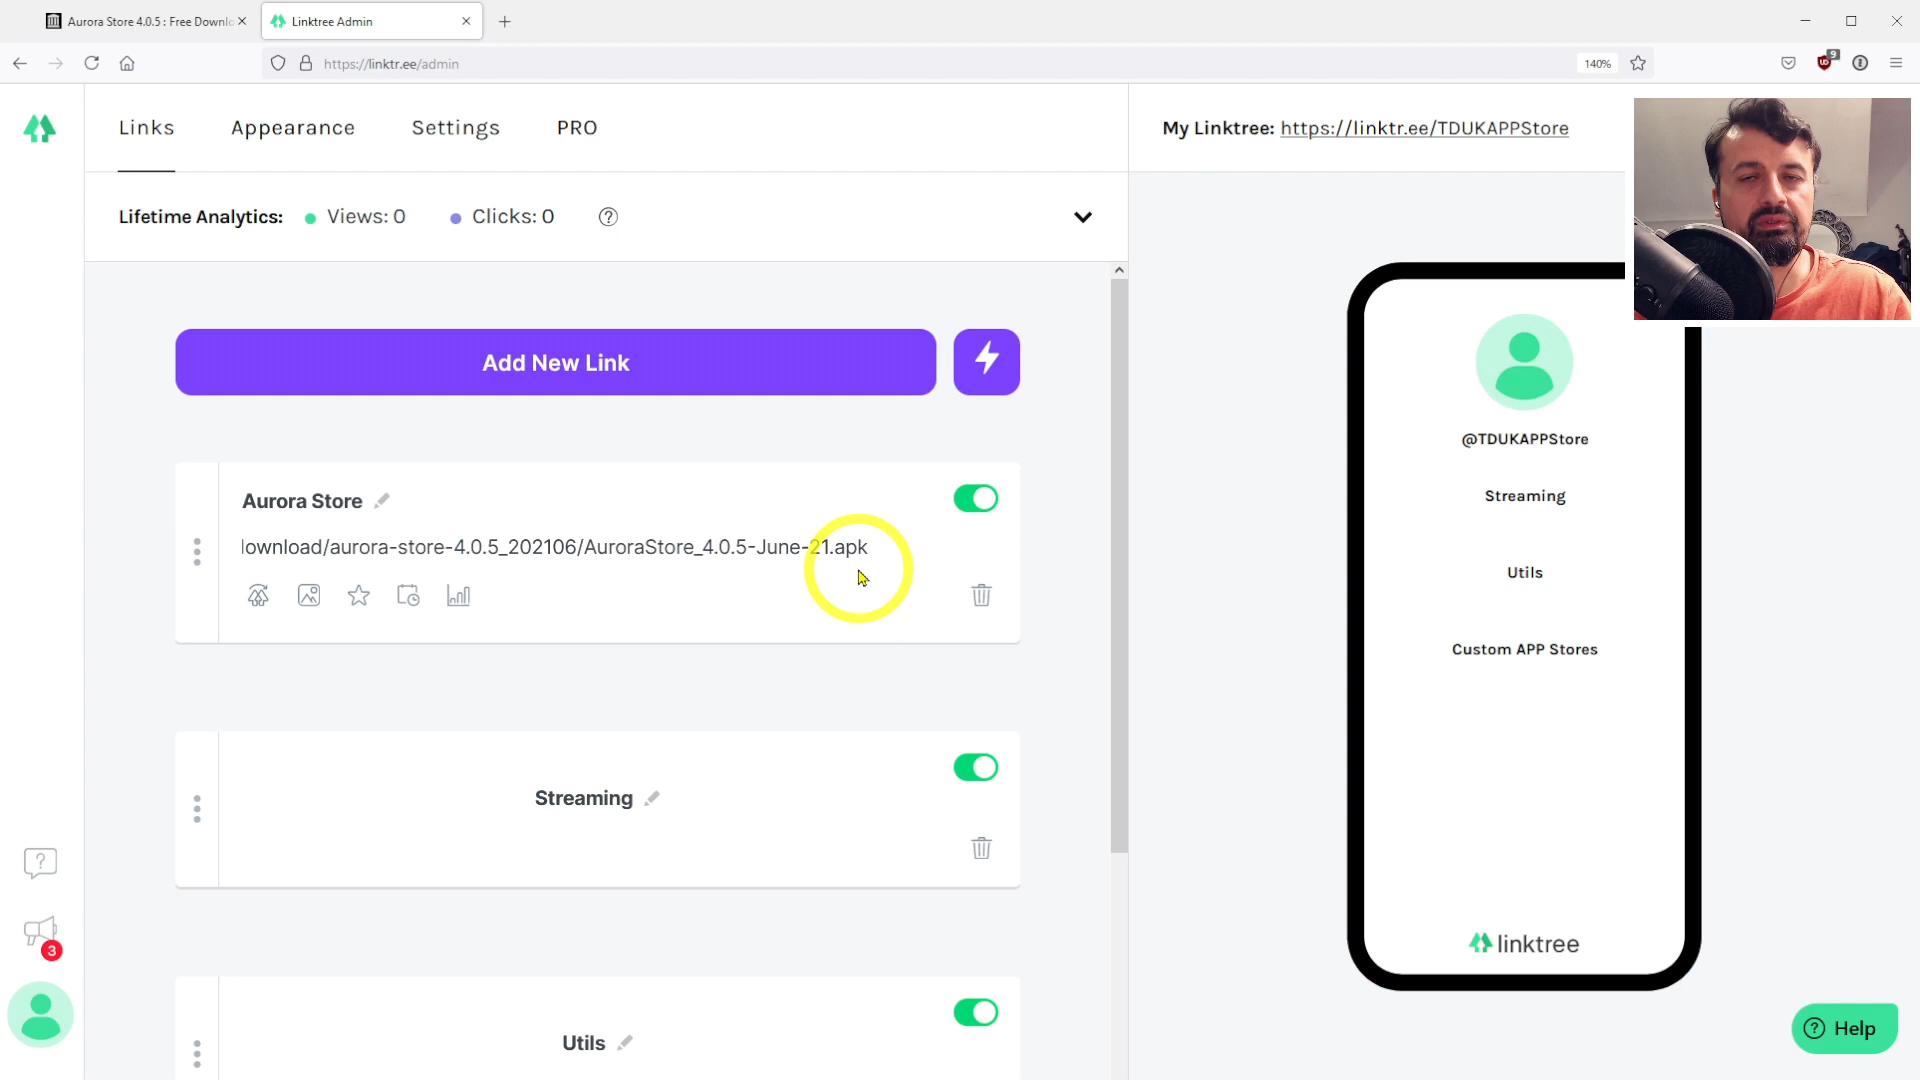 Aurora Store 4.0.5 : Free Downlo
Linktree Admin
https://linktr.ee/admin
140%
9
Links
Appearance
Settings
PRO
My Linktree: https://linktr.ee/TDUKAPPStore
Lifetime Analytics:
Views: 0
Clicks: 0
?
Add New Link
@TDUKAPPStore
Streaming
Aurora Store
lownload/aurora-store-4.0.5_202106/AuroraStore_4.0.5-June-21.apk
Utils
Custom APP Stores
Streaming
?
3
linktree
Utils
? Help